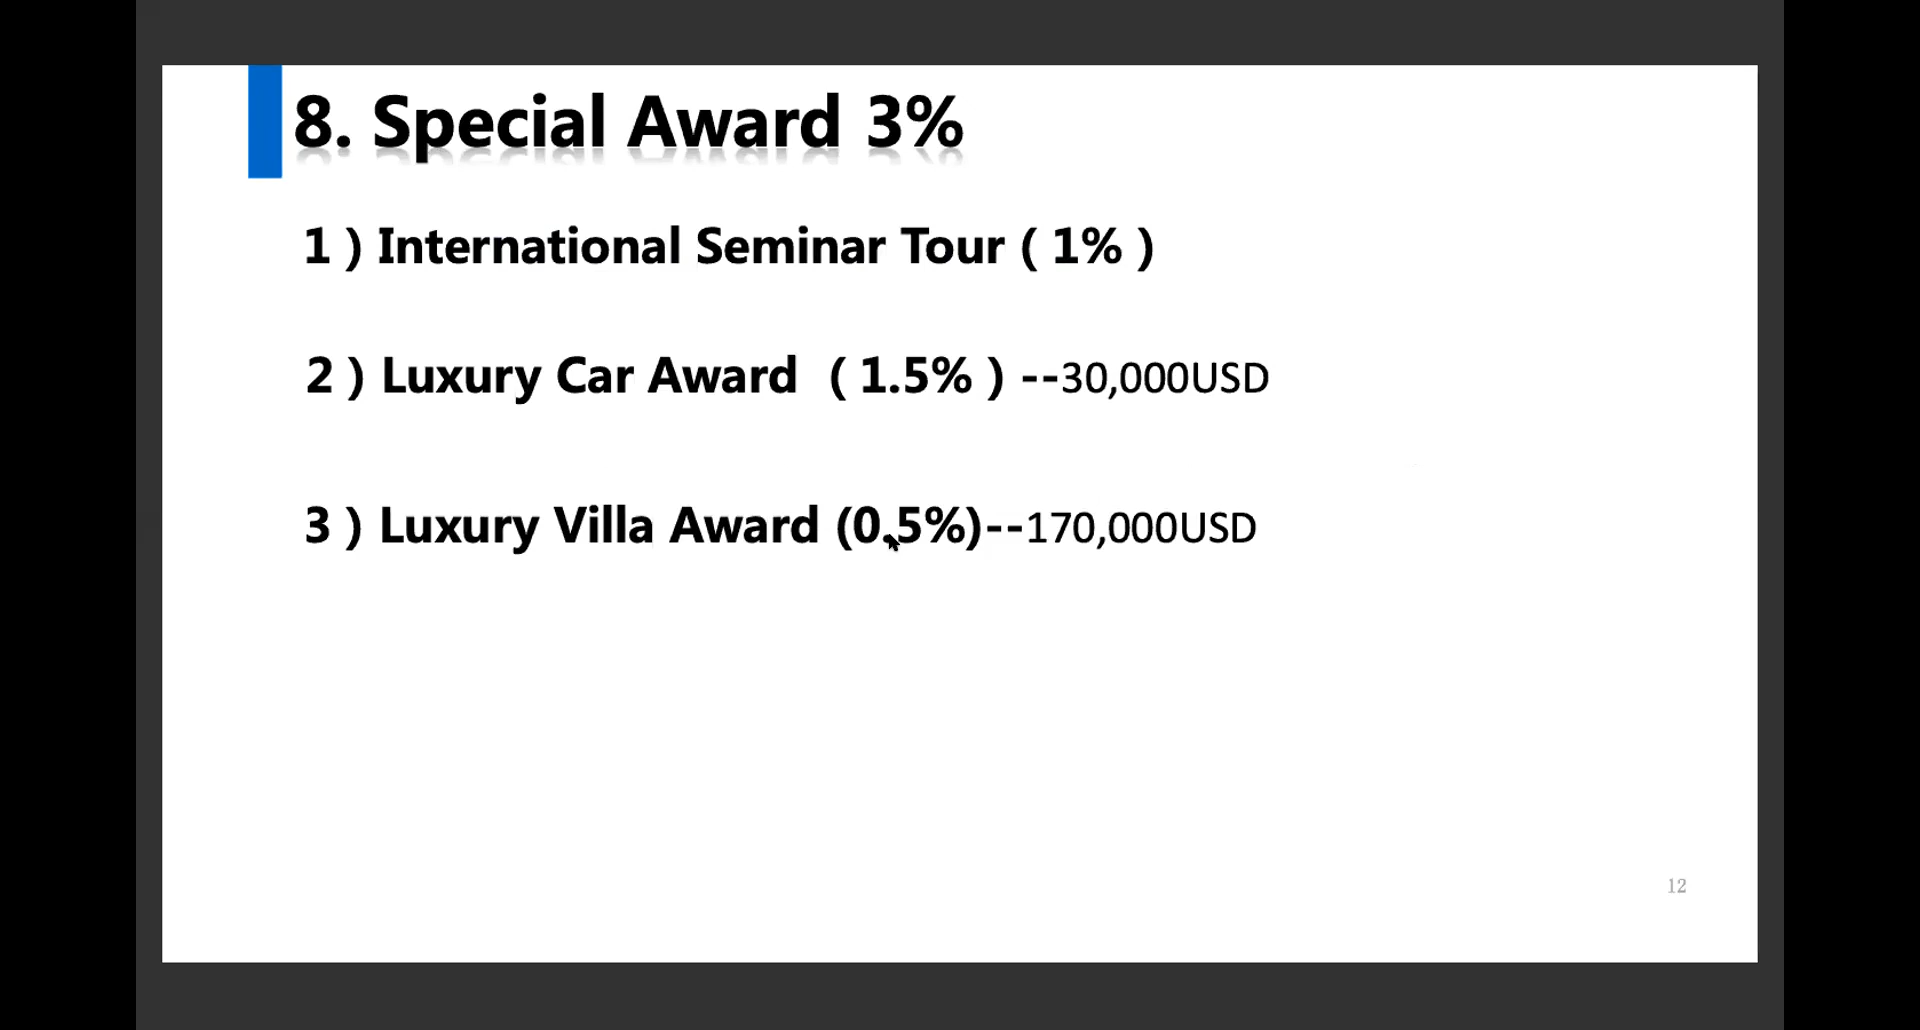 8. Special Award 3%
1 ) International Seminar Tour ( 1% )
2 ) Luxury Car Award ( 1.5% ) --30,000USD
3 ) Luxury Villa Award (0.5%)--170,000USD
12